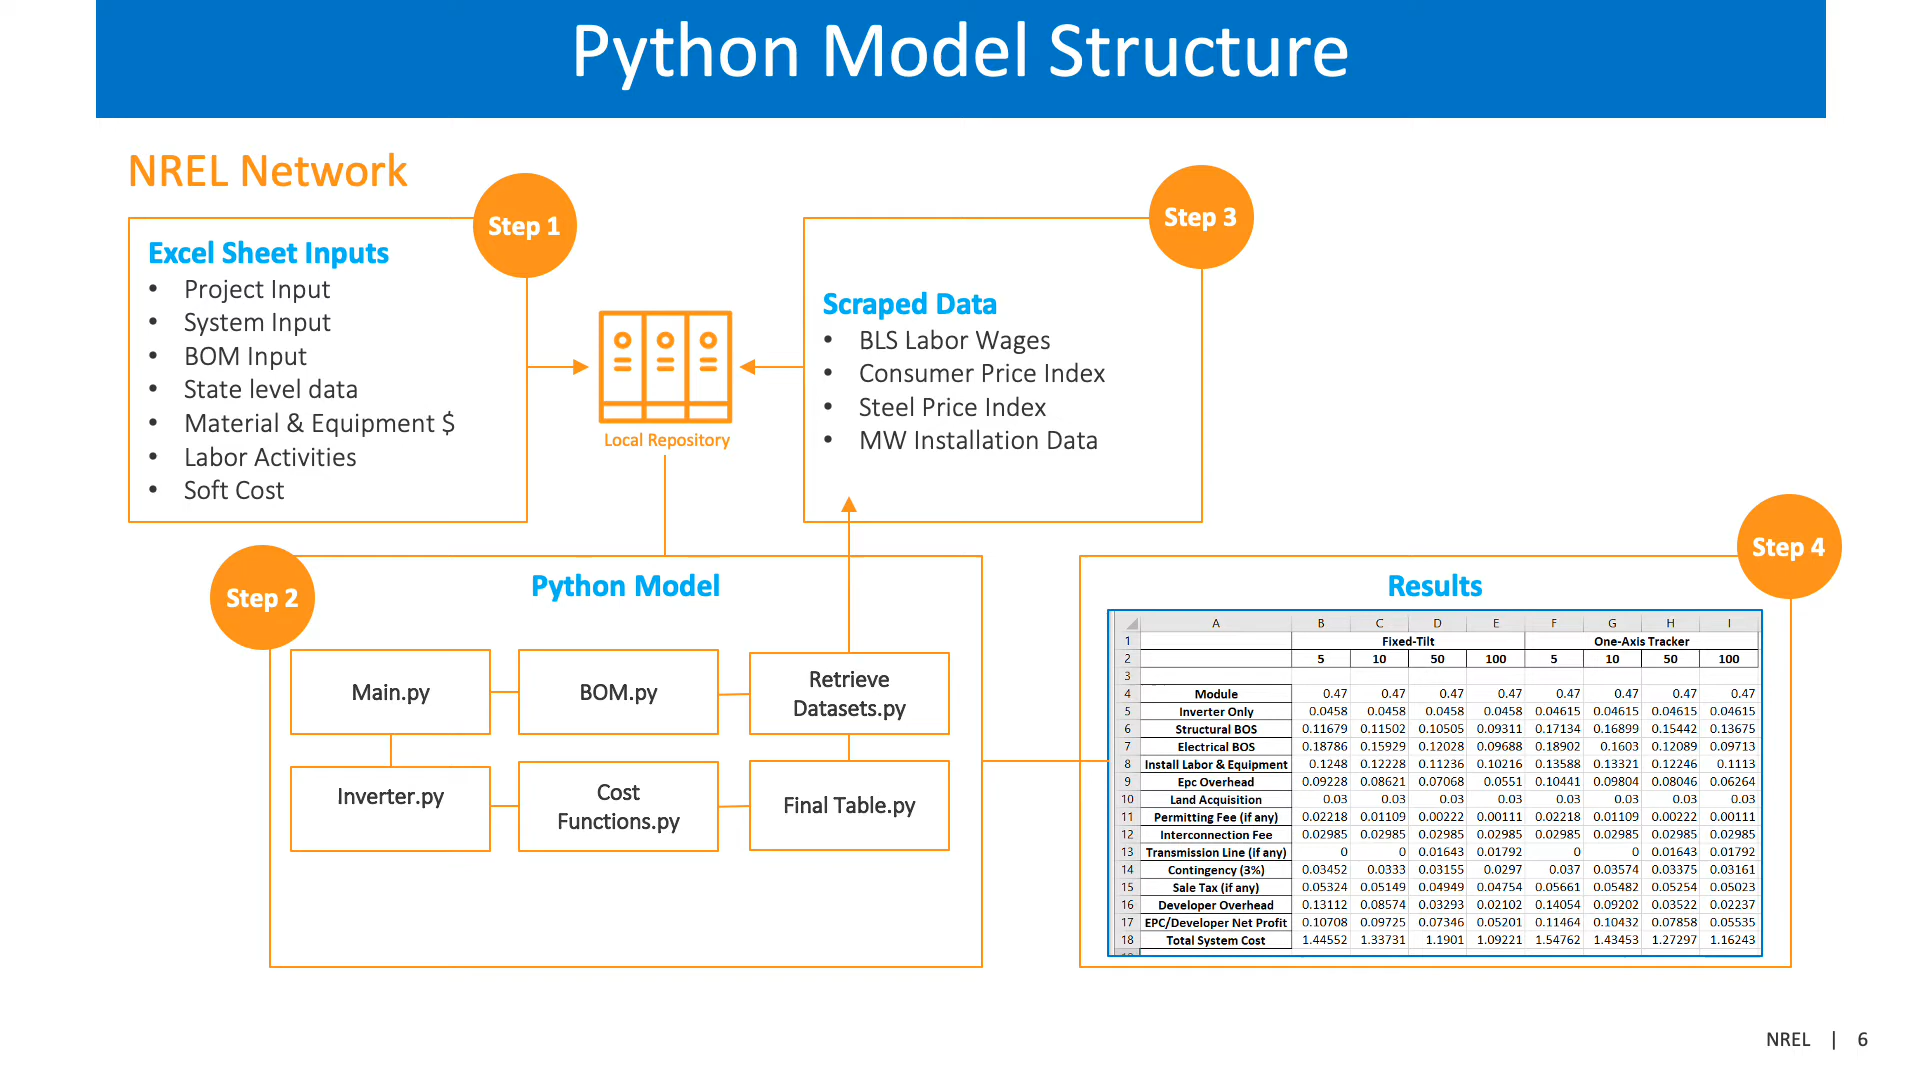 Python Model Structure
NREL Network
Step 1
Excel Sheet Inputs
• Project Input
• System Input
• BOM Input
• State level data
• Material & Equipment $
• Labor Activities
• Soft Cost
Local Repository
Step 3
Scraped Data
• BLS Labor Wages
• Consumer Price Index
• Steel Price Index
• MW Installation Data
Step 2
Python Model
Main.py
BOM.py
Retrieve
Datasets.py
Inverter.py
Cost
Functions.py
Final Table.py
Step 4
Results
A B C D E F G H I
1 Fixed-Tilt One-Axis Tracker
2 5 10 50 100 5 10 50 100
3
4 Module 0.47 0.47 0.47 0.47 0.47 0.47 0.47 0.47
5 Inverter Only 0.0458 0.0458 0.0458 0.0458 0.04615 0.04615 0.04615 0.04615
6 Structural BOS 0.11679 0.11502 0.10505 0.09311 0.17134 0.16899 0.15442 0.13675
7 Electrical BOS 0.18786 0.15929 0.12028 0.09688 0.18902 0.1603 0.12089 0.09713
8 Install Labor & Equipment 0.1248 0.12228 0.11236 0.10216 0.13588 0.13321 0.12246 0.1113
9 Epc Overhead 0.09228 0.08621 0.07068 0.0551 0.10441 0.09804 0.08046 0.06264
10 Land Acquisition 0.03 0.03 0.03 0.03 0.03 0.03 0.03 0.03
11 Permitting Fee (if any) 0.02218 0.01109 0.00222 0.00111 0.02218 0.01109 0.00222 0.00111
12 Interconnection Fee 0.02985 0.02985 0.02985 0.02985 0.02985 0.02985 0.02985 0.02985
13 Transmission Line (if any) 0 0 0.01643 0.01792 0 0 0.01643 0.01792
14 Contingency (3%) 0.03452 0.0333 0.03155 0.0297 0.037 0.03574 0.03375 0.03161
15 Sale Tax (if any) 0.05324 0.05149 0.04949 0.04754 0.05661 0.05482 0.05254 0.05023
16 Developer Overhead 0.13112 0.08574 0.03293 0.02102 0.14054 0.09202 0.03522 0.02237
17 EPC/Developer Net Profit 0.10708 0.09725 0.07346 0.05201 0.11464 0.10432 0.07858 0.05535
18 Total System Cost 1.44552 1.33731 1.1901 1.09221 1.54762 1.43453 1.27297 1.16243
NREL | 6